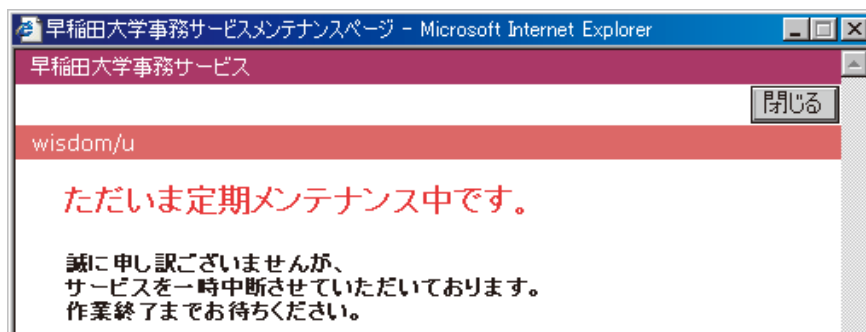 早稲田大学事務サービスメンテナンスページ - Microsoft Internet Explorer
早稲田大学事務サービス
閉じる
wisdom/u
ただいま定期メンテナンス中です。
誠に申し訳ございませんが、
サービスを一時中断させていただいております。
作業終了までお待ちください。